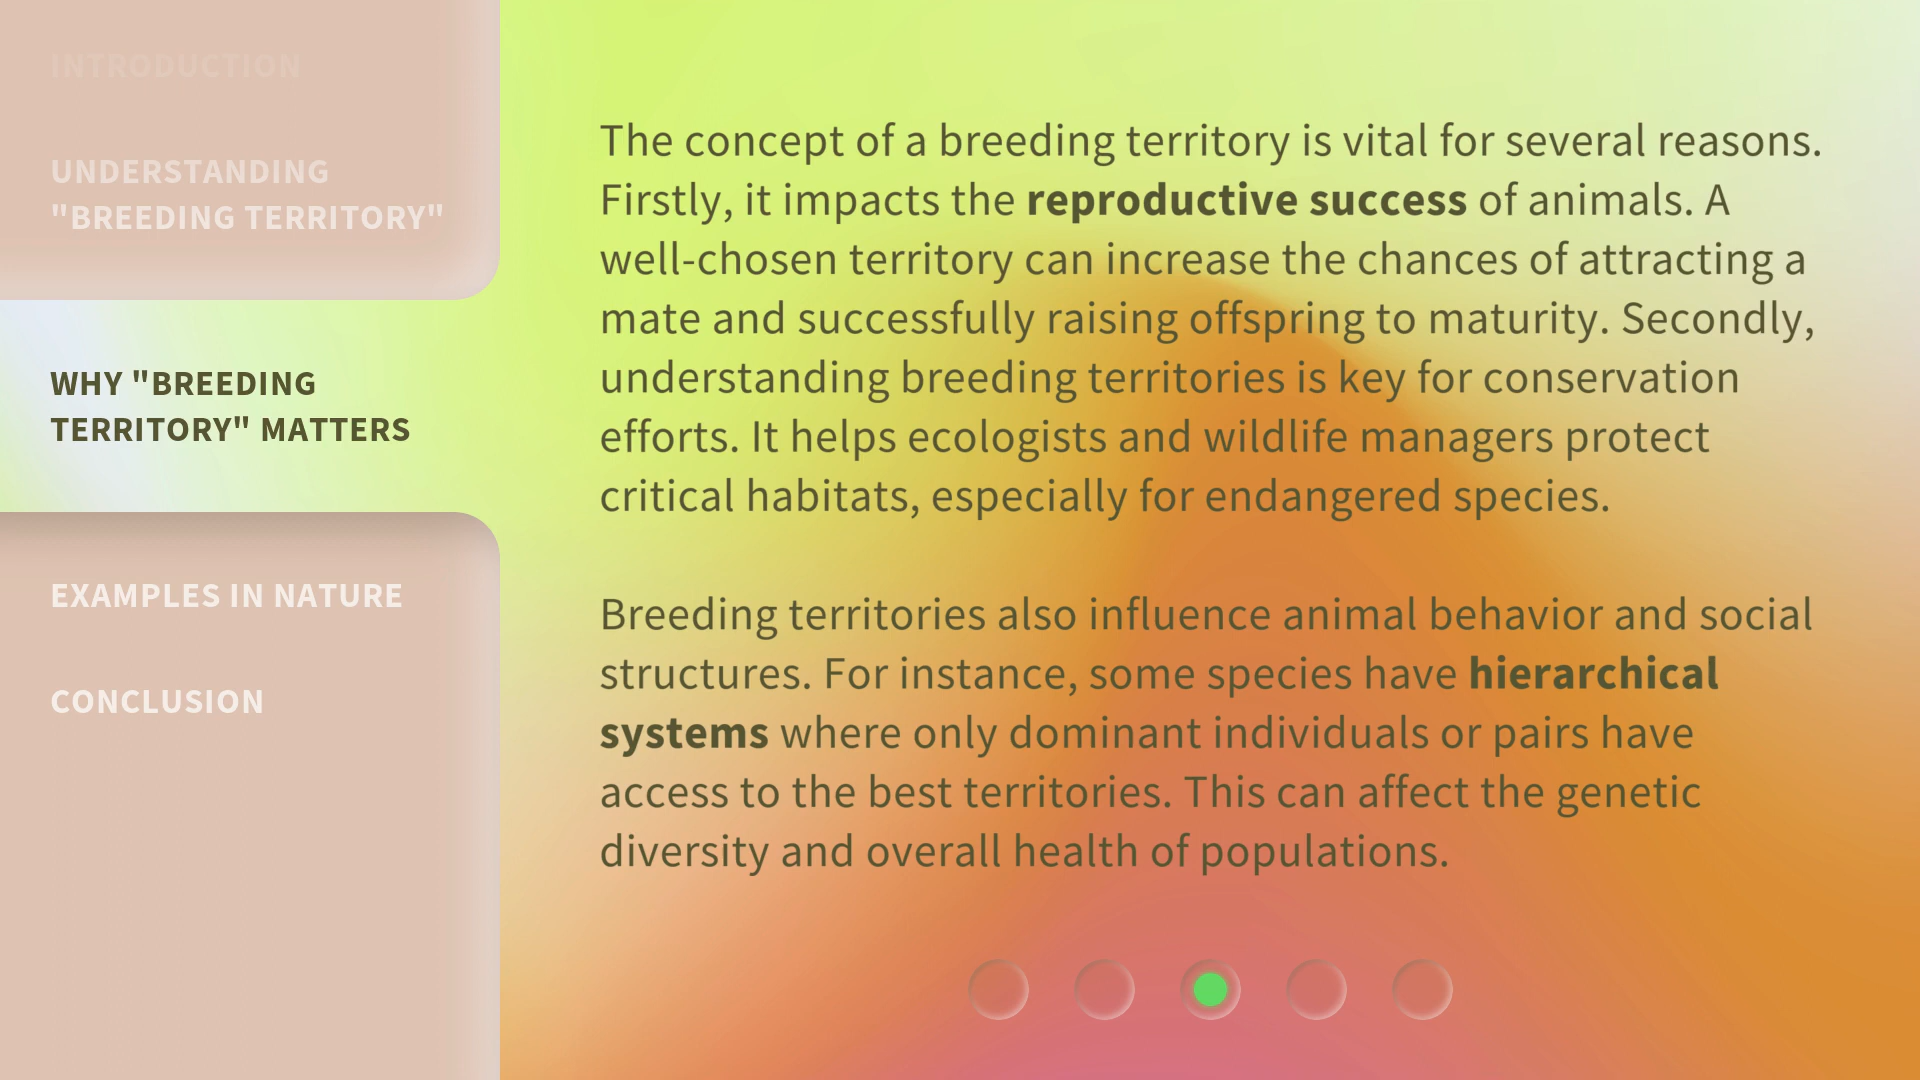 INTRODUCTION
UNDERSTANDING
"BREEDING TERRITORY"
WHY "BREEDING
TERRITORY" MATTERS
EXAMPLES IN NATURE
CONCLUSION
The concept of a breeding territory is vital for several reasons.
Firstly, it impacts the reproductive success of animals. A
well-chosen territory can increase the chances of attracting a
mate and successfully raising offspring to maturity. Secondly,
understanding breeding territories is key for conservation
efforts. It helps ecologists and wildlife managers protect
critical habitats, especially for endangered species.
Breeding territories also influence animal behavior and social
structures. For instance, some species have hierarchical
systems where only dominant individuals or pairs have
access to the best territories. This can affect the genetic
diversity and overall health of populations.